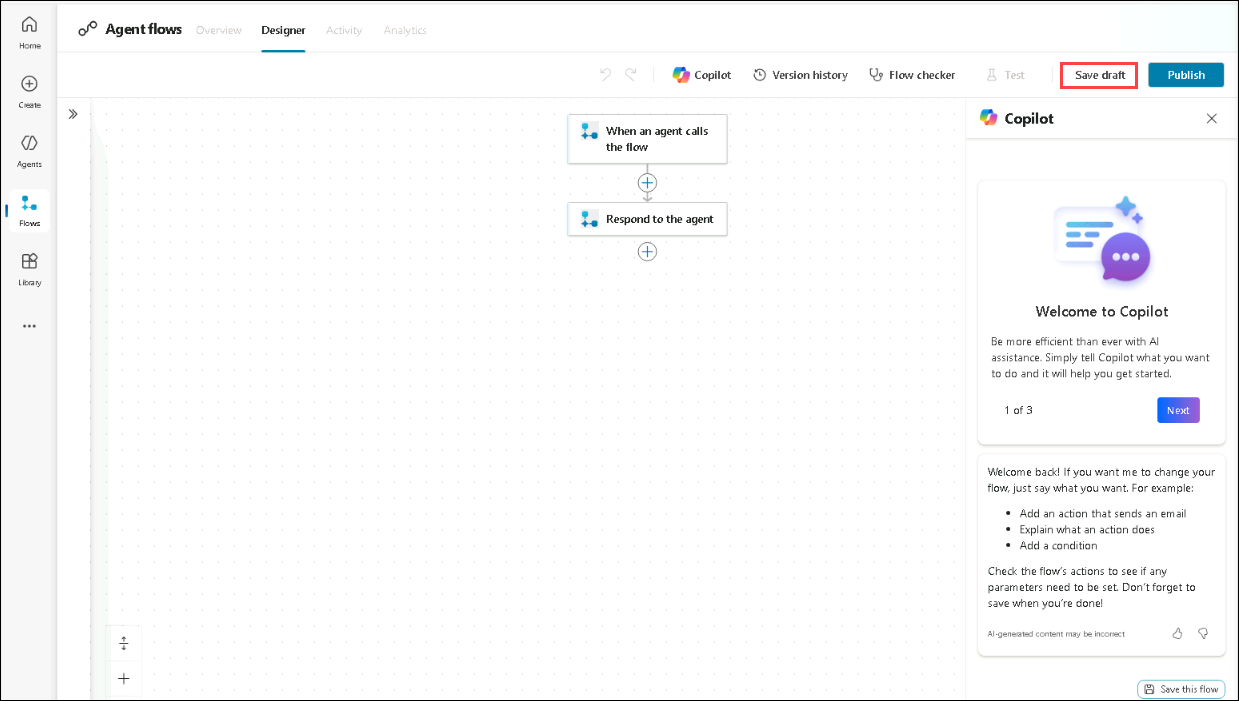 Home
Create
Agents
Flows
Library
Agent flows
Overview
Designer
Activity
Analytics
Copilot
Version history
Flow checker
Test
Save draft
Publish
When an agent calls
the flow
Respond to the agent
Copilot
Welcome to Copilot
Be more efficient than ever with AI
assistance. Simply tell Copilot what you want
to do and it will help you get started.
1 of 3
Next
Welcome back! If you want me to change your
flow, just say what you want. For example:
• Add an action that sends an email
• Explain what an action does
• Add a condition
Check the flow's actions to see if any
parameters need to be set. Don't forget to
save when you're done!
AI-generated content may be incorrect
Save this flow